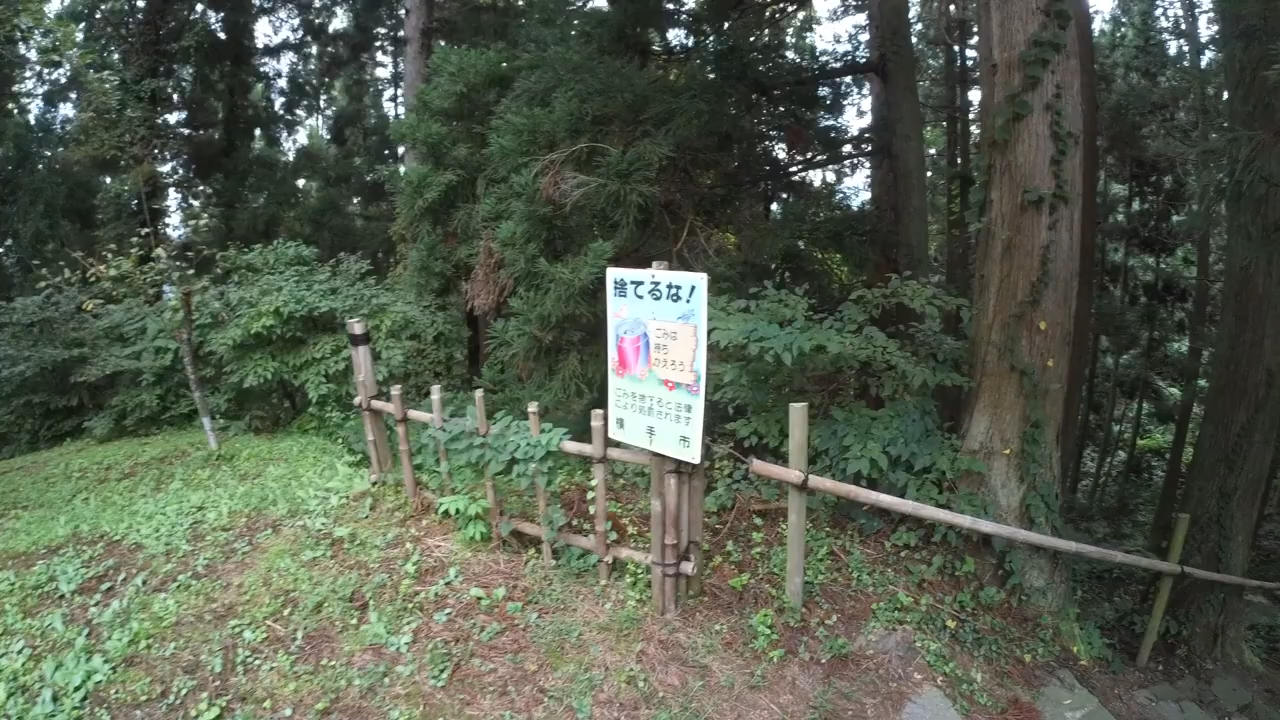 捨てるな!
ごみは
持ち
かえろう
ごみを捨てると法律
により処罰されます
横手市